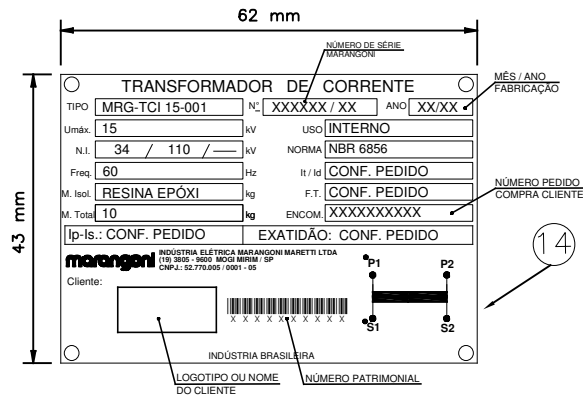 62 mm
NÚMERO DE SÉRIE
MARANGONI
43 mm
TRANSFORMADOR DE CORRENTE
MÊS / ANO
FABRICAÇÃO
TIPO MRG-TCI 15-001 Nº XXXXXX / XX ANO XX/XX
Umáx. 15 kV USO INTERNO
N.I. 34 / 110 / — kV NORMA NBR 6856
Freq. 60 Hz It / Id CONF. PEDIDO
M. Isol. RESINA EPÓXI kg F.T. CONF. PEDIDO
NÚMERO PEDIDO
COMPRA CLIENTE
M. Total 10 kg ENCOM. XXXXXXXXXX
Ip-Is.: CONF. PEDIDO EXATIDÃO: CONF. PEDIDO
14
marangoni
INDÚSTRIA ELÉTRICA MARANGONI MARETTI LTDA
(19) 3805 - 9600 MOGI MIRIM / SP
CNPJ.: 52.770.005 / 0001 - 05
Cliente:
P1 P2
X X X X X X X X X X
S1 S2
INDÚSTRIA BRASILEIRA
LOGOTIPO OU NOME
DO CLIENTE
NÚMERO PATRIMONIAL